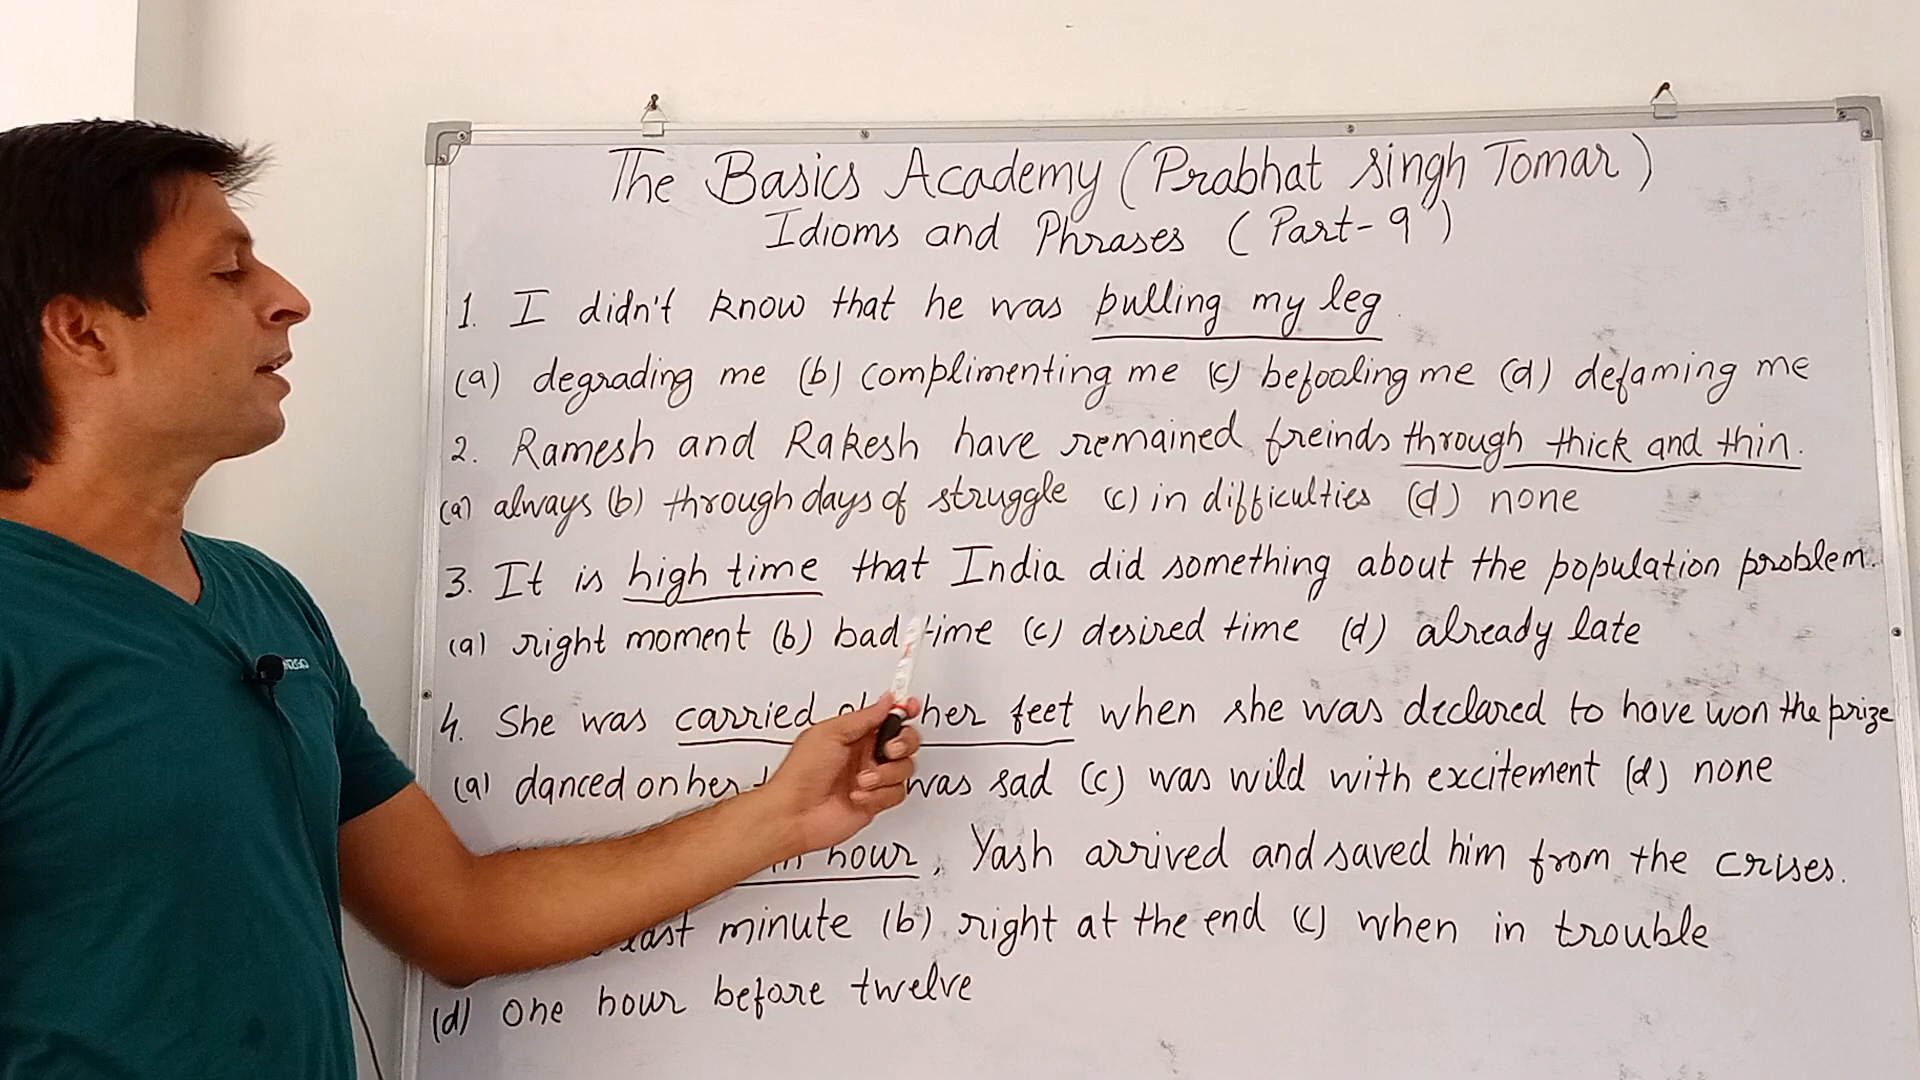 The Basics Academy (Prabhat Singh Tomar)
Idioms and Phrases (Part-9)
1. I didn't know that he was pulling my leg.
(a) degrading me (b) complimenting me (c) befooling me (d) defaming me
2. Ramesh and Rakesh have remained freinds through thick and thin.
(a) always (b) through days of struggle (c) in difficulties (d) none
3. It is high time that India did something about the population problem.
(a) right moment (b) bad time (c) desired time (d) already late
4. She was carried her feet when she was declared to have won the prize
(a) danced on her was sad (c) was wild with excitement (d) none
hour, Yash arrived and saved him from the crises.
last minute (b) right at the end (c) when in trouble
(d) one hour before twelve